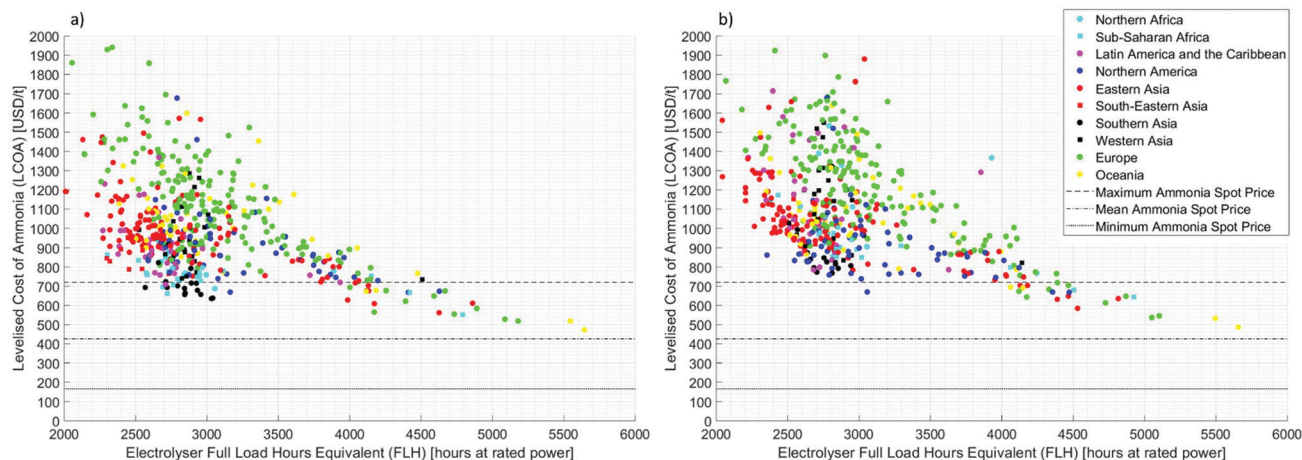 a)
Levelised Cost of Ammonia (LCOA) [USD/t]
2000
1900
1800
1700
1600
1500
1400
1300
1200
1100
1000
900
800
700
600
500
400
300
200
100
0
2000 2500 3000 3500 4000 4500 5000 5500 6000
Electrolyser Full Load Hours Equivalent (FLH) [hours at rated power]
b)
Levelised Cost of Ammonia (LCOA) [USD/t]
2000
1900
1800
1700
1600
1500
1400
1300
1200
1100
1000
900
800
700
600
500
400
300
200
100
0
2000 2500 3000 3500 4000 4500 5000 5500 6000
Electrolyser Full Load Hours Equivalent (FLH) [hours at rated power]
Northern Africa
Sub-Saharan Africa
Latin America and the Caribbean
Northern America
Eastern Asia
South-Eastern Asia
Southern Asia
Western Asia
Europe
Oceania
Maximum Ammonia Spot Price
Mean Ammonia Spot Price
Minimum Ammonia Spot Price